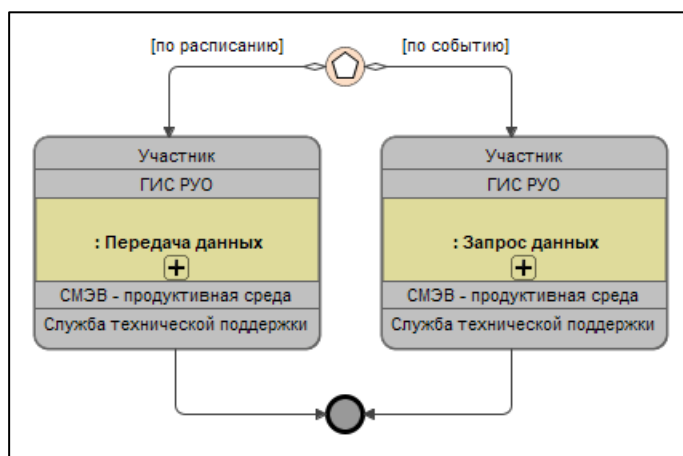 [по расписанию]
[по событию]
Участник
ГИС РУО
: Передача данных
СМЭВ - продуктивная среда
Служба технической поддержки
Участник
ГИС РУО
: Запрос данных
СМЭВ - продуктивная среда
Служба технической поддержки